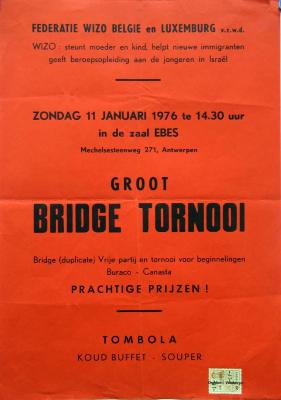 FEDERATIE WIZO BELGIE en LUXEMBURG v.z.w.d.
WIZO : steunt moeder en kind, helpt nieuwe immigranten
geeft beroepsopleiding aan de jongeren in Israël
ZONDAG 11 JANUARI 1976 te 14.30 uur
in de zaal EBES
Mechelsesteenweg 271, Antwerpen
GROOT
BRIDGE TORNOOI
Bridge (duplicate) Vrije partij en tornooi voor beginnelingen
Buraco - Canasta
PRACHTIGE PRIJZEN !
TOMBOLA
KOUD BUFFET - SOUPER